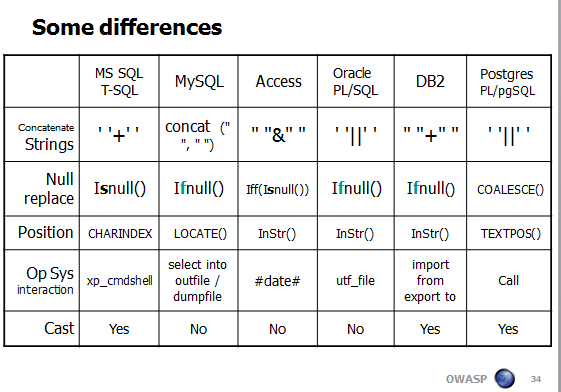 Some differences
MS SQL
T-SQL
MySQL
Access
Oracle
PL/SQL
DB2
Postgres
PL/pgSQL
Concatenate
Strings
' '+' '
concat ("
", " ")
" "&" "
' '||' '
" "+" "
' '||' '
Null
replace
Isnull()
Ifnull()
Iff(Isnull())
Ifnull()
Ifnull()
COALESCE()
Position
CHARINDEX
LOCATE()
InStr()
InStr()
InStr()
TEXTPOS()
Op Sys
interaction
xp_cmdshell
select into
outfile /
dumpfile
#date#
utf_file
import
from
export to
Call
Cast
Yes
No
No
No
Yes
Yes
OWASP
34